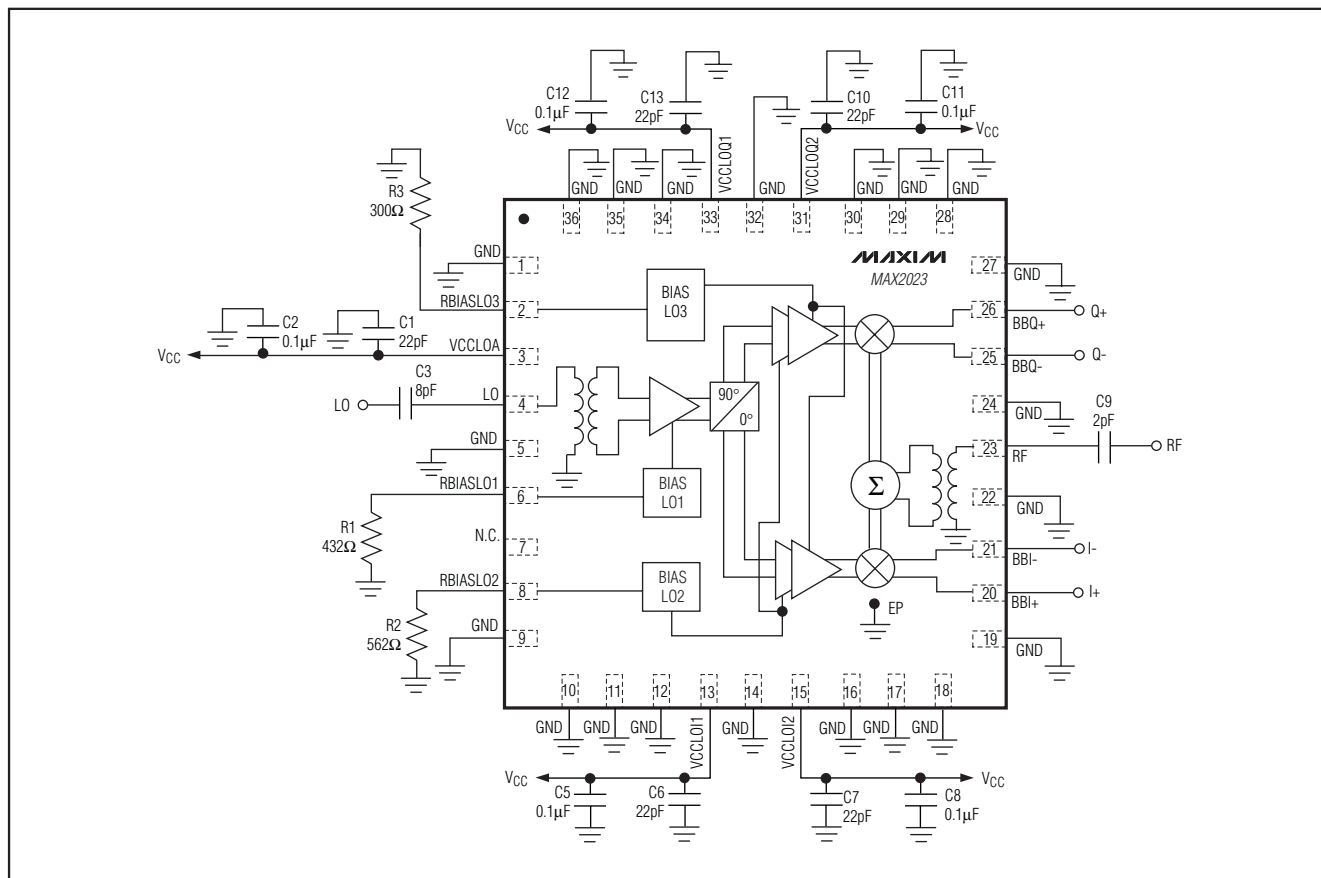 C12
0.1µF
C13
22pF
C10
22pF
C11
0.1µF
VCC
VCC
VCCLOQ1
VCCLOQ2
GND
GND
GND
GND
GND
GND
GND
36
35
34
33
32
31
30
29
28
R3
300Ω
MAXIM
MAX2023
GND
1
RBIASLO3
2
BIAS
LO3
C2
0.1µF
C1
22pF
VCC
VCCLOA
3
C3
8pF
LO
LO
4
90°
0°
GND
5
RBIASLO1
6
BIAS
LO1
R1
432Ω
N.C.
7
RBIASLO2
8
BIAS
LO2
R2
562Ω
GND
9
Σ
EP
27
GND
26
BBQ+
Q+
25
BBQ-
Q-
24
GND
C9
2pF
23
RF
RF
22
GND
21
BBI-
I-
20
BBI+
I+
19
GND
10
11
12
13
14
15
16
17
18
GND
GND
GND
VCCLOI1
GND
VCCLOI2
GND
GND
GND
VCC
VCC
C5
0.1µF
C6
22pF
C7
22pF
C8
0.1µF